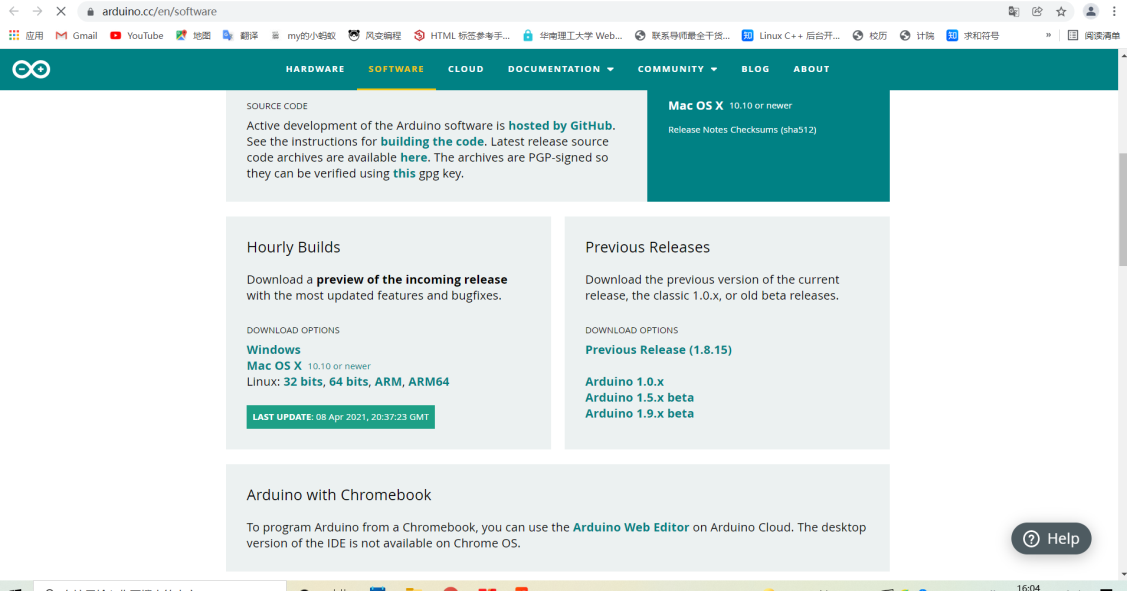 arduino.cc/en/software
应用 Gmail YouTube 地图 翻译 my的小蚂蚁 风变编程 HTML 标签参考手... 华南理工大学 Web... 联系导师最全干货... Linux C++ 后台开... 校历 计院 求和符号 » 阅读清单
HARDWARE SOFTWARE CLOUD DOCUMENTATION COMMUNITY BLOG ABOUT
SOURCE CODE
Active development of the Arduino software is hosted by GitHub.
See the instructions for building the code. Latest release source
code archives are available here. The archives are PGP-signed so
they can be verified using this gpg key.
Mac OS X 10.10 or newer
Release Notes Checksums (sha512)
Hourly Builds
Download a preview of the incoming release
with the most updated features and bugfixes.
DOWNLOAD OPTIONS
Windows
Mac OS X 10.10 or newer
Linux: 32 bits, 64 bits, ARM, ARM64
LAST UPDATE: 08 Apr 2021, 20:37:23 GMT
Previous Releases
Download the previous version of the current
release, the classic 1.0.x, or old beta releases.
DOWNLOAD OPTIONS
Previous Release (1.8.15)
Arduino 1.0.x
Arduino 1.5.x beta
Arduino 1.9.x beta
Arduino with Chromebook
To program Arduino from a Chromebook, you can use the Arduino Web Editor on Arduino Cloud. The desktop
version of the IDE is not available on Chrome OS.
Help
16:04